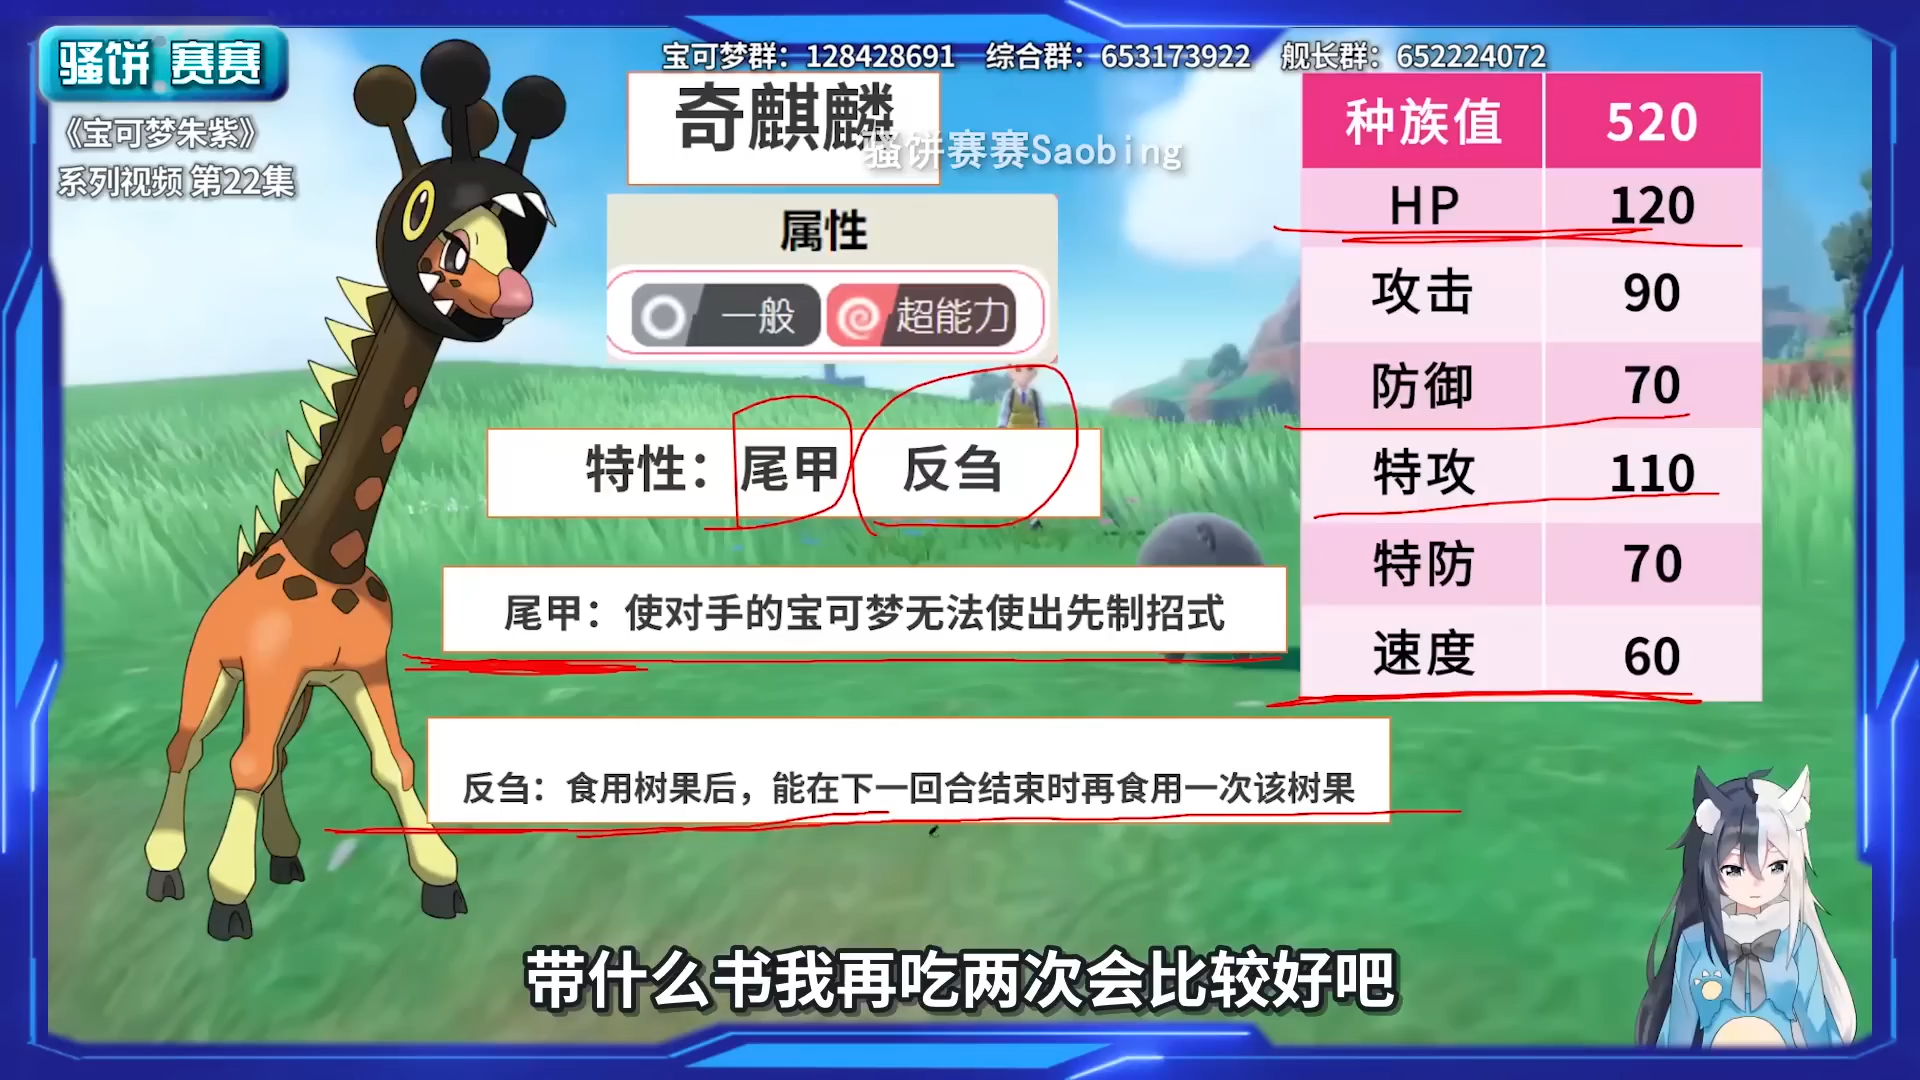 骚饼 赛赛
《宝可梦朱紫》
系列视频 第22集
宝可梦群：128428691 综合群：653173922 舰长群：652224072
奇麒麟
骚饼赛赛Saobing
属性
一般 超能力
特性：尾甲 反刍
尾甲：使对手的宝可梦无法使出先制招式
反刍：食用树果后，能在下一回合结束时再食用一次该树果
种族值 520
HP 120
攻击 90
防御 70
特攻 110
特防 70
速度 60
带什么书我再吃两次会比较好吧